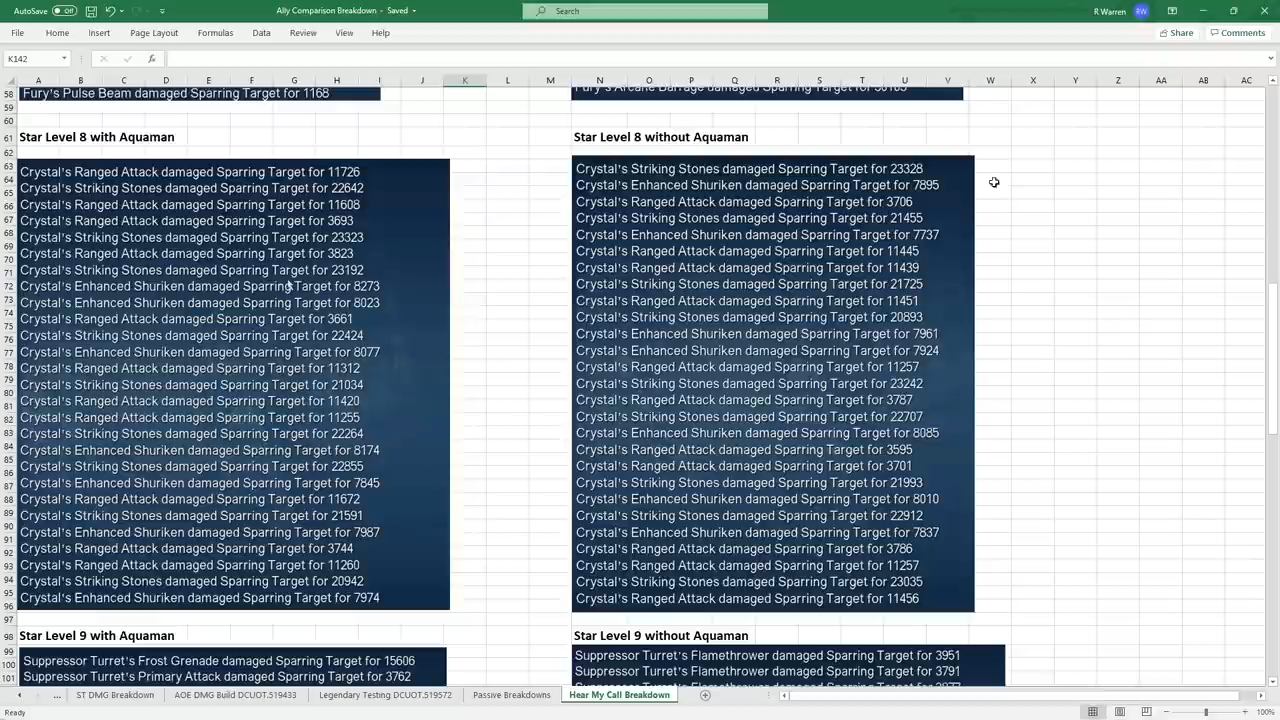 AutoSave Off
Ally Comparison Breakdown - Saved
Search
R Warren RW
File Home Insert Page Layout Formulas Data Review View Help
Share Comments
K142
fx
A B C D E F G H I J K L M N O P Q R S T U V W X Y Z AA AB AC
58 Fury's Pulse Beam damaged Sparring Target for 1168
59
60
61 Star Level 8 with Aquaman
Star Level 8 without Aquaman
62
Crystal's Ranged Attack damaged Sparring Target for 11726
Crystal's Striking Stones damaged Sparring Target for 22642
Crystal's Ranged Attack damaged Sparring Target for 11608
Crystal's Ranged Attack damaged Sparring Target for 3693
Crystal's Striking Stones damaged Sparring Target for 23323
Crystal's Ranged Attack damaged Sparring Target for 3823
Crystal's Striking Stones damaged Sparring Target for 23192
Crystal's Enhanced Shuriken damaged Sparring Target for 8273
Crystal's Enhanced Shuriken damaged Sparring Target for 8023
Crystal's Ranged Attack damaged Sparring Target for 3661
Crystal's Striking Stones damaged Sparring Target for 22424
Crystal's Enhanced Shuriken damaged Sparring Target for 8077
Crystal's Ranged Attack damaged Sparring Target for 11312
Crystal's Striking Stones damaged Sparring Target for 21034
Crystal's Ranged Attack damaged Sparring Target for 11420
Crystal's Ranged Attack damaged Sparring Target for 11255
Crystal's Striking Stones damaged Sparring Target for 22264
Crystal's Enhanced Shuriken damaged Sparring Target for 8174
Crystal's Striking Stones damaged Sparring Target for 22855
Crystal's Enhanced Shuriken damaged Sparring Target for 7845
Crystal's Ranged Attack damaged Sparring Target for 11672
Crystal's Striking Stones damaged Sparring Target for 21591
Crystal's Enhanced Shuriken damaged Sparring Target for 7987
Crystal's Ranged Attack damaged Sparring Target for 3744
Crystal's Ranged Attack damaged Sparring Target for 11260
Crystal's Striking Stones damaged Sparring Target for 20942
Crystal's Enhanced Shuriken damaged Sparring Target for 7974
Crystal's Striking Stones damaged Sparring Target for 23328
Crystal's Enhanced Shuriken damaged Sparring Target for 7895
Crystal's Ranged Attack damaged Sparring Target for 3706
Crystal's Striking Stones damaged Sparring Target for 21455
Crystal's Enhanced Shuriken damaged Sparring Target for 7737
Crystal's Ranged Attack damaged Sparring Target for 11445
Crystal's Ranged Attack damaged Sparring Target for 11439
Crystal's Striking Stones damaged Sparring Target for 21725
Crystal's Ranged Attack damaged Sparring Target for 11451
Crystal's Striking Stones damaged Sparring Target for 20893
Crystal's Enhanced Shuriken damaged Sparring Target for 7961
Crystal's Enhanced Shuriken damaged Sparring Target for 7924
Crystal's Ranged Attack damaged Sparring Target for 11257
Crystal's Striking Stones damaged Sparring Target for 23242
Crystal's Ranged Attack damaged Sparring Target for 3787
Crystal's Striking Stones damaged Sparring Target for 22707
Crystal's Enhanced Shuriken damaged Sparring Target for 8085
Crystal's Ranged Attack damaged Sparring Target for 3595
Crystal's Ranged Attack damaged Sparring Target for 3701
Crystal's Striking Stones damaged Sparring Target for 21993
Crystal's Enhanced Shuriken damaged Sparring Target for 8010
Crystal's Striking Stones damaged Sparring Target for 22912
Crystal's Enhanced Shuriken damaged Sparring Target for 7837
Crystal's Ranged Attack damaged Sparring Target for 3786
Crystal's Ranged Attack damaged Sparring Target for 11257
Crystal's Striking Stones damaged Sparring Target for 23035
Crystal's Ranged Attack damaged Sparring Target for 11456
97
98 Star Level 9 with Aquaman
Star Level 9 without Aquaman
Suppressor Turret's Frost Grenade damaged Sparring Target for 15606
Suppressor Turret's Primary Attack damaged Sparring Target for 3762
Suppressor Turret's Flamethrower damaged Sparring Target for 3951
Suppressor Turret's Flamethrower damaged Sparring Target for 3791
... ST DMG Breakdown AOE DMG Build DCUOT.519433 Legendary Testing DCUOT.519572 Passive Breakdowns Hear My Call Breakdown
Ready
100%